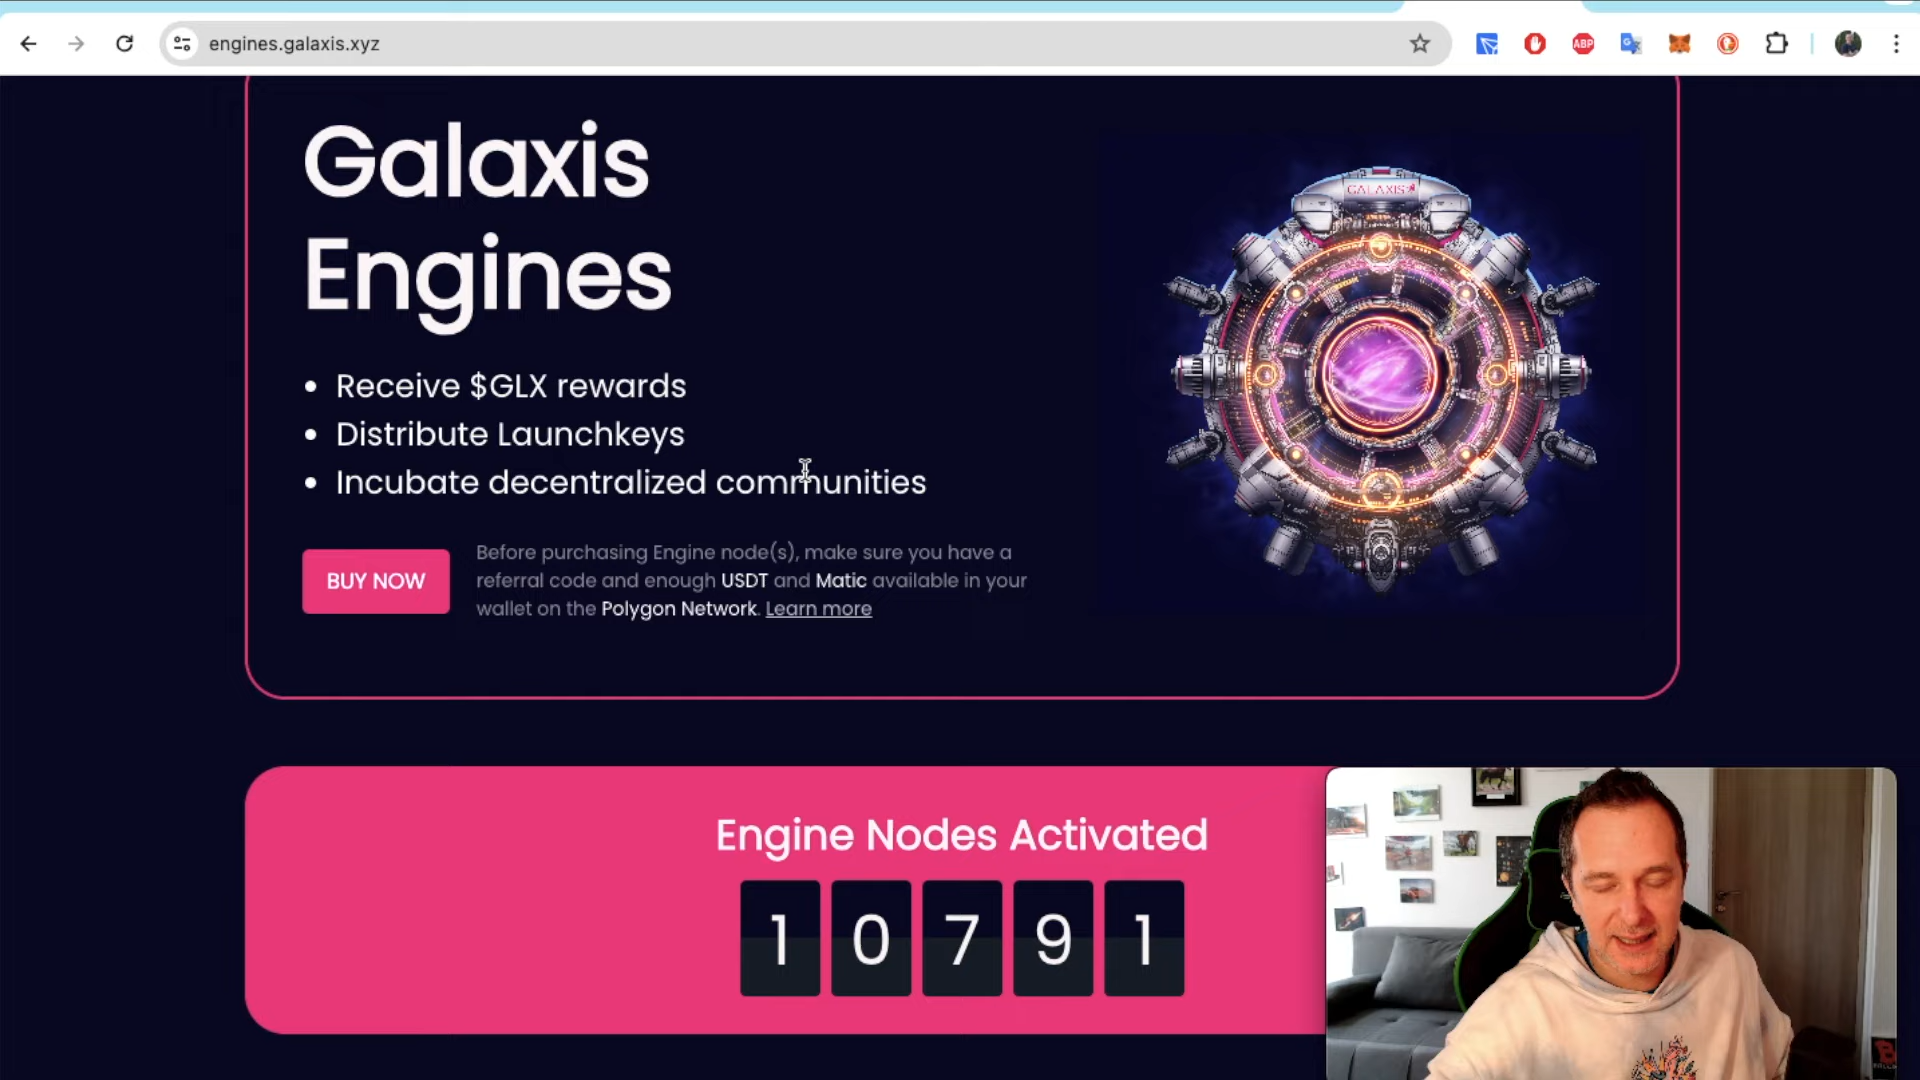 engines.galaxis.xyz
ABP
Galaxis
Engines
GALAXIS
• Receive $GLX rewards
• Distribute Launchkeys
• Incubate decentralized communities
BUY NOW
Before purchasing Engine node(s), make sure you have a
referral code and enough USDT and Matic available in your
wallet on the Polygon Network. Learn more
Engine Nodes Activated
1 0 7 9 1